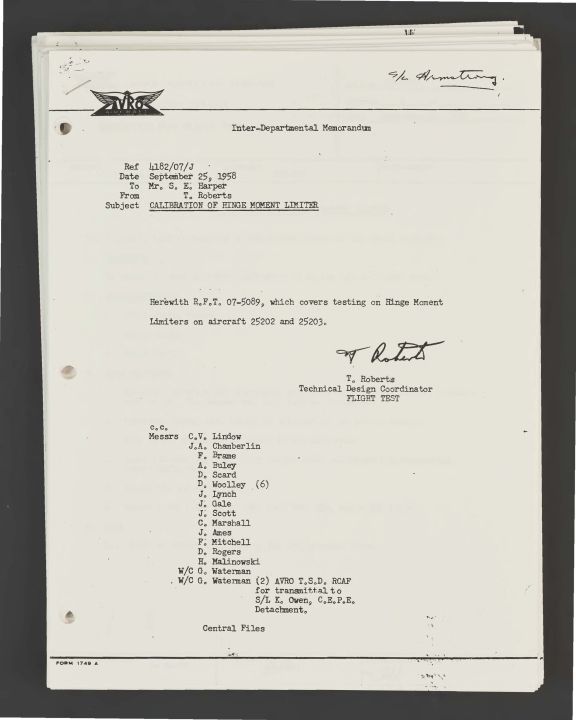 S/L Armstrong.
AVRO
Inter-Departmental Memorandum
Ref 4182/07/J
Date September 25, 1958
To Mr. S. E. Harper
From T. Roberts
Subject CALIBRATION OF HINGE MOMENT LIMITER
Herewith R.F.T. 07-5089, which covers testing on Hinge Moment
Limiters on aircraft 25202 and 25203.
T Roberts
T. Roberts
Technical Design Coordinator
FLIGHT TEST
c.c.
Messrs C.V. Lindow
J.A. Chamberlin
F. Brame
A. Buley
D. Scard
D. Woolley (6)
J. Lynch
J. Gale
J. Scott
C. Marshall
J. Ames
F. Mitchell
D. Rogers
H. Malinowski
W/C G. Waterman
W/C G. Waterman (2) AVRO T.S.D. RCAF
for transmittal to
S/L K. Owen, C.E.P.E.
Detachment.
Central Files
FORM 1749 A